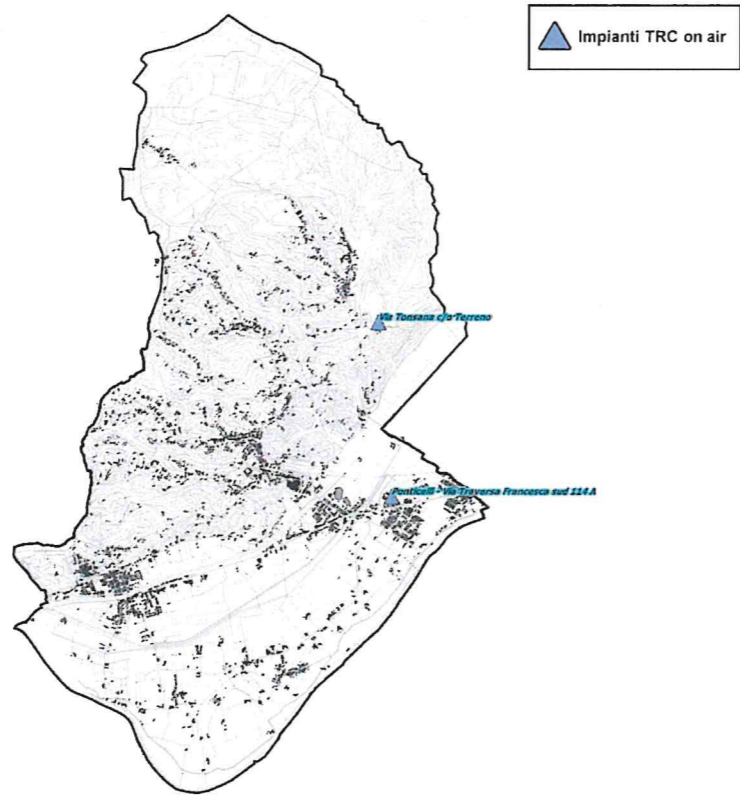 Impianti TRC on air
Via Tonsana c/o Terreno
Ponticelli - Via Traversa Francesca sud 114 A